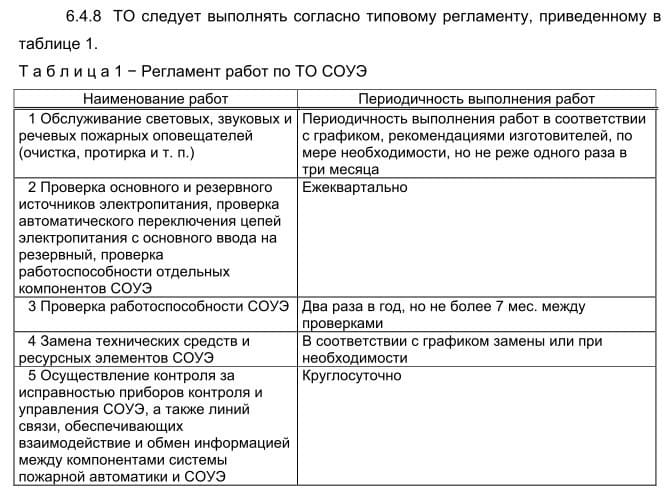 6.4.8 ТО следует выполнять согласно типовому регламенту, приведенному в
таблице 1.
Т а б л и ц а 1 − Регламент работ по ТО СОУЭ
Наименование работ
Периодичность выполнения работ
1 Обслуживание световых, звуковых и
речевых пожарных оповещателей
(очистка, протирка и т. п.)
Периодичность выполнения работ в соответствии
с графиком, рекомендациями изготовителей, по
мере необходимости, но не реже одного раза в
три месяца
2 Проверка основного и резервного
источников электропитания, проверка
автоматического переключения цепей
электропитания с основного ввода на
резервный, проверка
работоспособности отдельных
компонентов СОУЭ
Ежеквартально
3 Проверка работоспособности СОУЭ
Два раза в год, но не более 7 мес. между
проверками
4 Замена технических средств и
ресурсных элементов СОУЭ
В соответствии с графиком замены или при
необходимости
5 Осуществление контроля за
исправностью приборов контроля и
управления СОУЭ, а также линий
связи, обеспечивающих
взаимодействие и обмен информацией
между компонентами системы
пожарной автоматики и СОУЭ
Круглосуточно